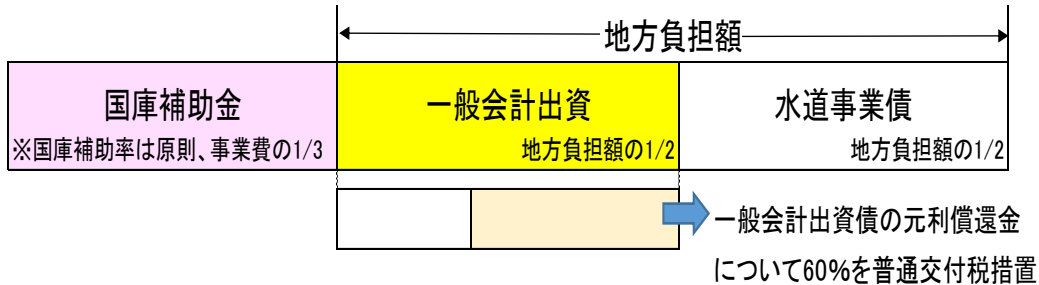 地方負担額
国庫補助金
※国庫補助率は原則、事業費の1/3
一般会計出資
地方負担額の1/2
水道事業債
地方負担額の1/2
一般会計出資債の元利償還金
について60%を普通交付税措置